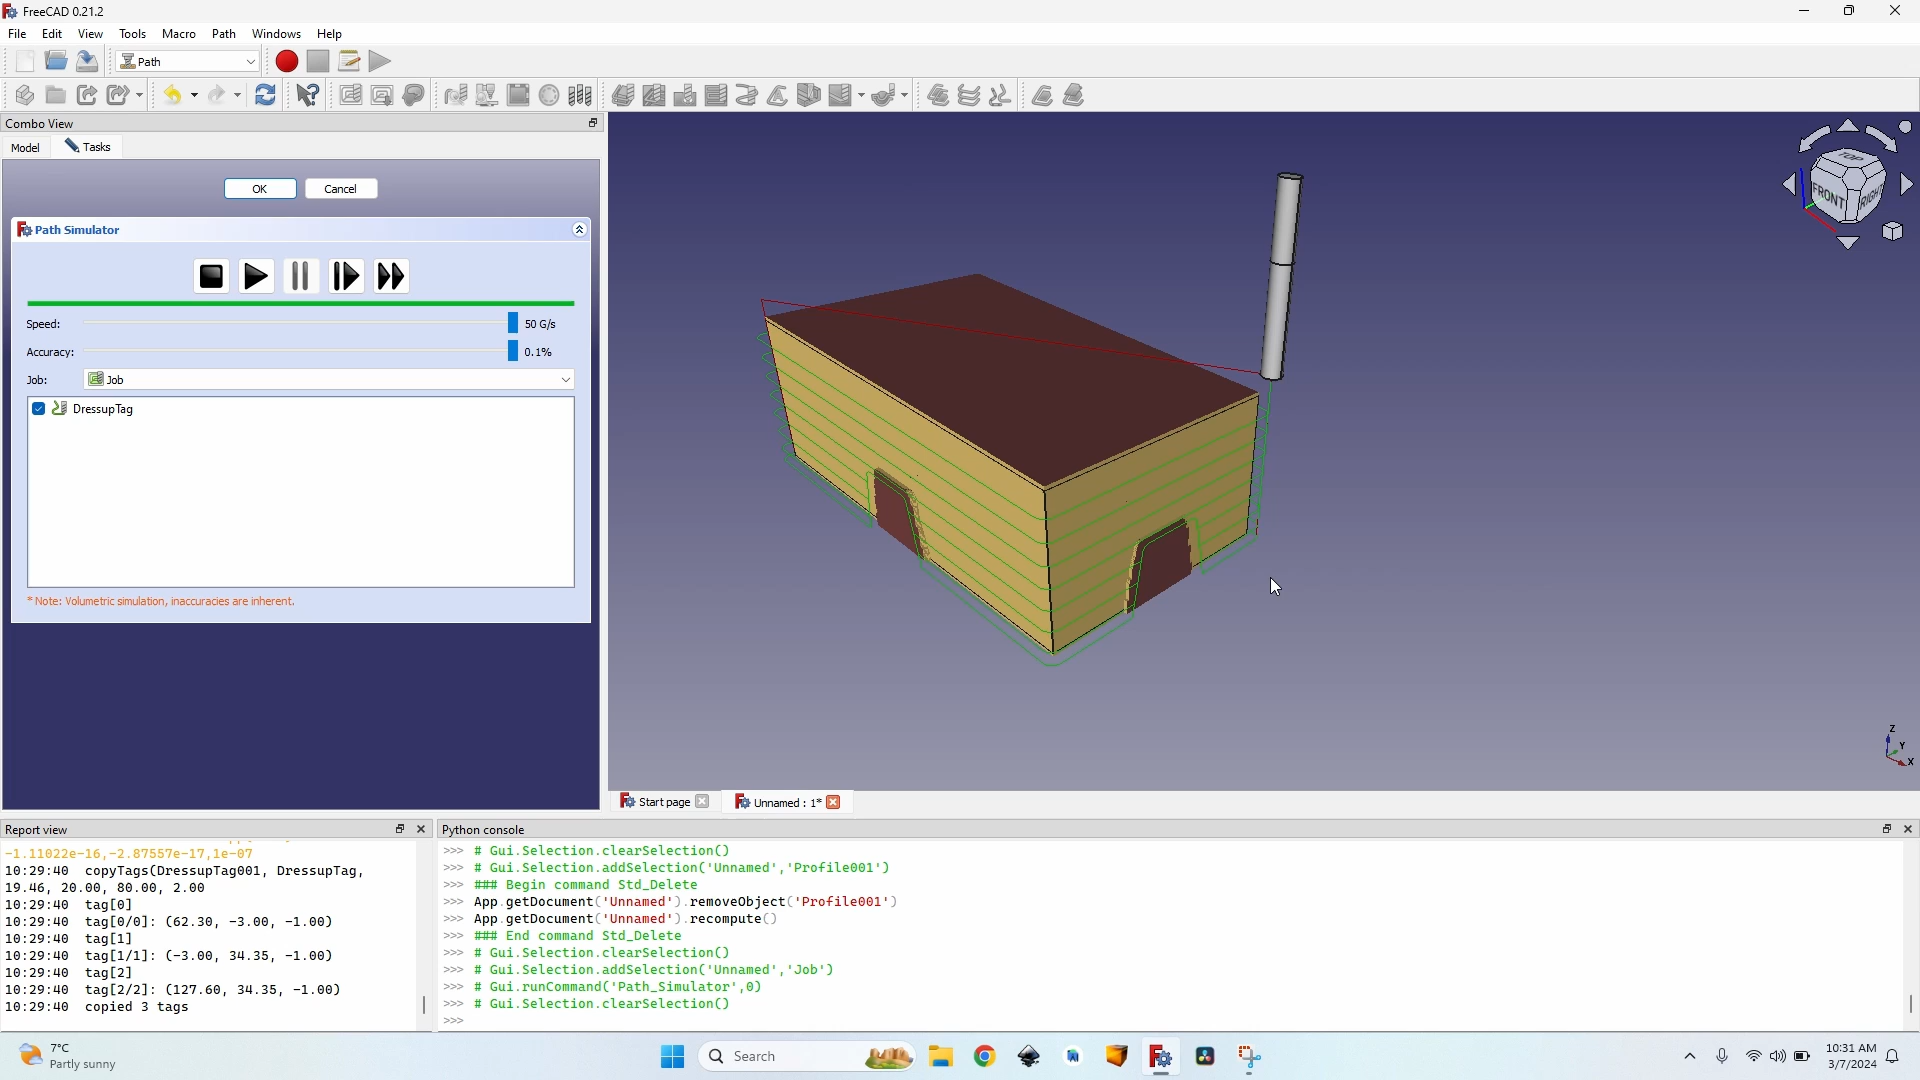 FreeCAD 0.21.2
File Edit View Tools Macro Path Windows Help
Path
Combo View
Model Tasks
OK Cancel
Path Simulator
Speed: 50 G/s
Accuracy: 0.1%
Job: Job
DressupTag
* Note: Volumetric simulation, inaccuracies are inherent.
TOP
FRONT
RIGHT
Z
Y
X
Start page Unnamed : 1*
Report view
-1.11022e-16,-2.87557e-17,1e-07
10:29:40 copyTags(DressupTag001, DressupTag,
19.46, 20.00, 80.00, 2.00
10:29:40 tag[0]
10:29:40 tag[0/0]: (62.30, -3.00, -1.00)
10:29:40 tag[1]
10:29:40 tag[1/1]: (-3.00, 34.35, -1.00)
10:29:40 tag[2]
10:29:40 tag[2/2]: (127.60, 34.35, -1.00)
10:29:40 copied 3 tags
Python console
>>> # Gui.Selection.clearSelection()
>>> # Gui.Selection.addSelection('Unnamed','Profile001')
>>> ### Begin command Std_Delete
>>> App.getDocument('Unnamed').removeObject('Profile001')
>>> App.getDocument('Unnamed').recompute()
>>> ### End command Std_Delete
>>> # Gui.Selection.clearSelection()
>>> # Gui.Selection.addSelection('Unnamed','Job')
>>> # Gui.runCommand('Path_Simulator',0)
>>> # Gui.Selection.clearSelection()
>>>
7°C
Partly sunny
Search
10:31 AM
3/7/2024